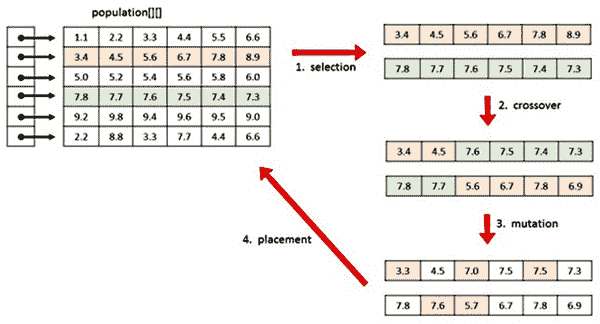 population[][]
1.1 2.2 3.3 4.4 5.5 6.6
3.4 4.5 5.6 6.7 7.8 8.9
5.0 5.2 5.4 5.6 5.8 6.0
7.8 7.7 7.6 7.5 7.4 7.3
9.2 9.8 9.4 9.6 9.5 9.0
2.2 8.8 3.3 7.7 4.4 6.6
1. selection
3.4 4.5 5.6 6.7 7.8 8.9
7.8 7.7 7.6 7.5 7.4 7.3
2. crossover
3.4 4.5 7.6 7.5 7.4 7.3
7.8 7.7 5.6 6.7 7.8 6.9
3. mutation
4. placement
3.3 4.5 7.0 7.5 7.5 7.3
7.8 7.6 5.7 6.7 7.8 6.9